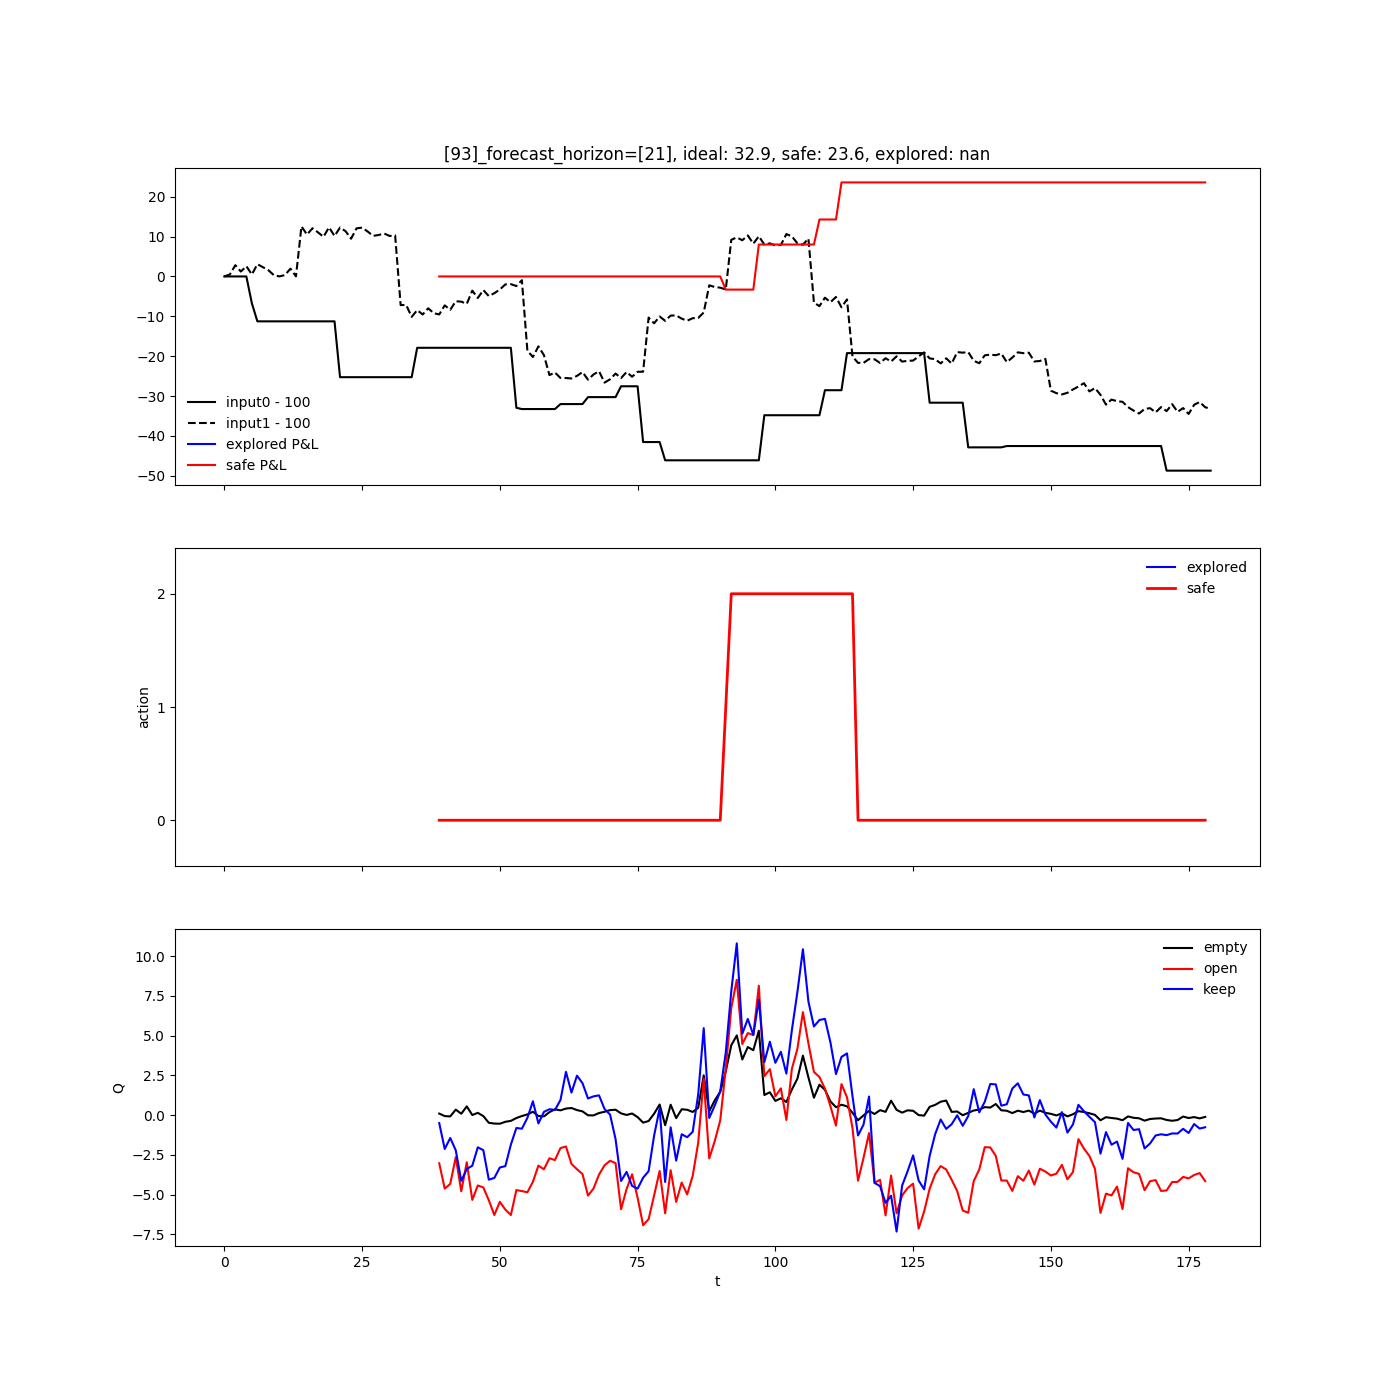 [93]_forecast_horizon=[21], ideal: 32.9, safe: 23.6, explored: nan
20
10
0
−10
−20
−30
−40
−50
input0 - 100
input1 - 100
explored P&L
safe P&L
2
1
0
action
explored
safe
10.0
7.5
5.0
2.5
0.0
−2.5
−5.0
−7.5
Q
empty
open
keep
0 25 50 75 100 125 150 175
t